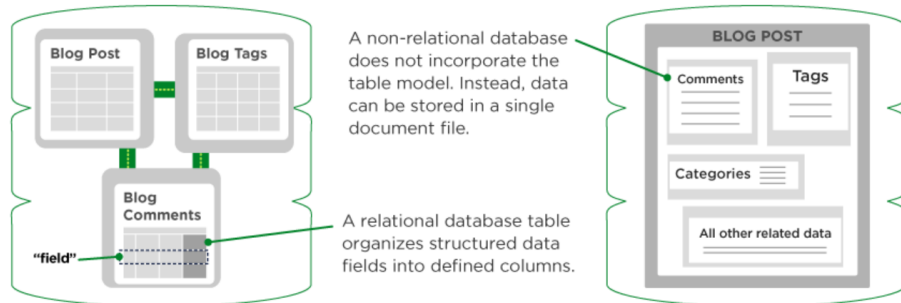 Blog Post
Blog Tags
Blog
Comments
"field"
A non-relational database
does not incorporate the
table model. Instead, data
can be stored in a single
document file.
A relational database table
organizes structured data
fields into defined columns.
BLOG POST
Comments
Tags
Categories
All other related data